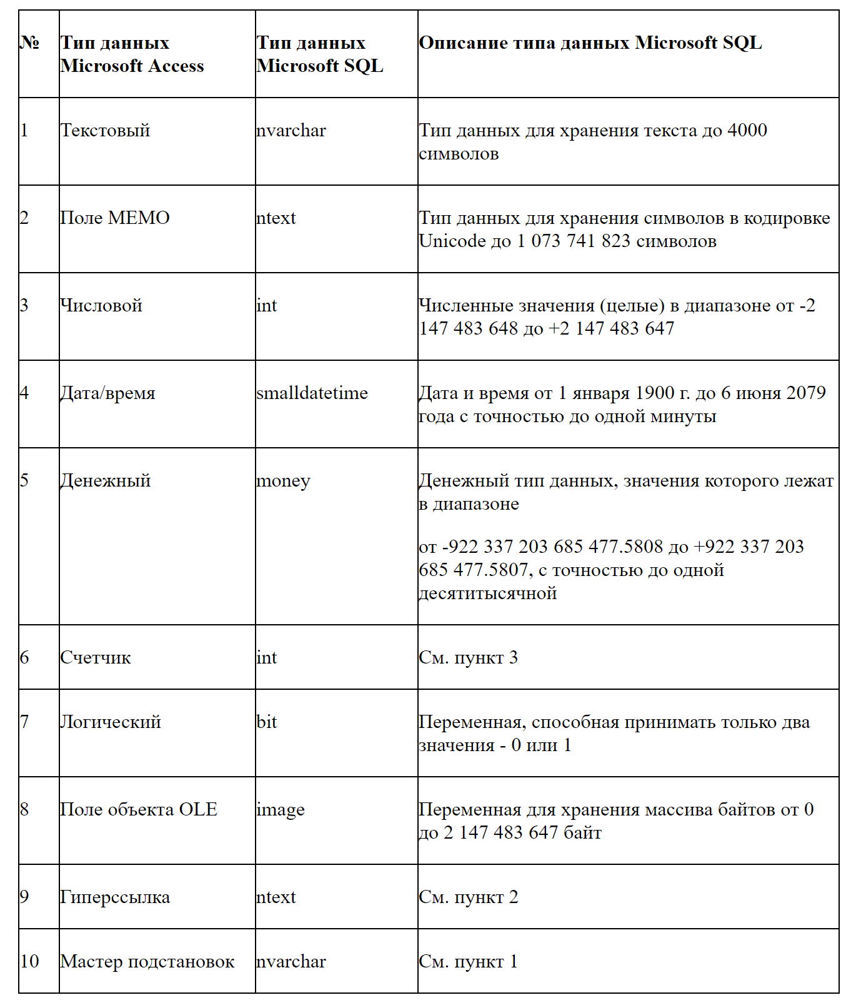 №
Тип данных
Microsoft Access
Тип данных
Microsoft SQL
Описание типа данных Microsoft SQL
1
Текстовый
nvarchar
Тип данных для хранения текста до 4000
символов
2
Поле MEMO
ntext
Тип данных для хранения символов в кодировке
Unicode до 1 073 741 823 символов
3
Числовой
int
Численные значения (целые) в диапазоне от -2
147 483 648 до +2 147 483 647
4
Дата/время
smalldatetime
Дата и время от 1 января 1900 г. до 6 июня 2079
года с точностью до одной минуты
5
Денежный
money
Денежный тип данных, значения которого лежат
в диапазоне
от -922 337 203 685 477.5808 до +922 337 203
685 477.5807, с точностью до одной
десятитысячной
6
Счетчик
int
См. пункт 3
7
Логический
bit
Переменная, способная принимать только два
значения - 0 или 1
8
Поле объекта OLE
image
Переменная для хранения массива байтов от 0
до 2 147 483 647 байт
9
Гиперссылка
ntext
См. пункт 2
10
Мастер подстановок
nvarchar
См. пункт 1